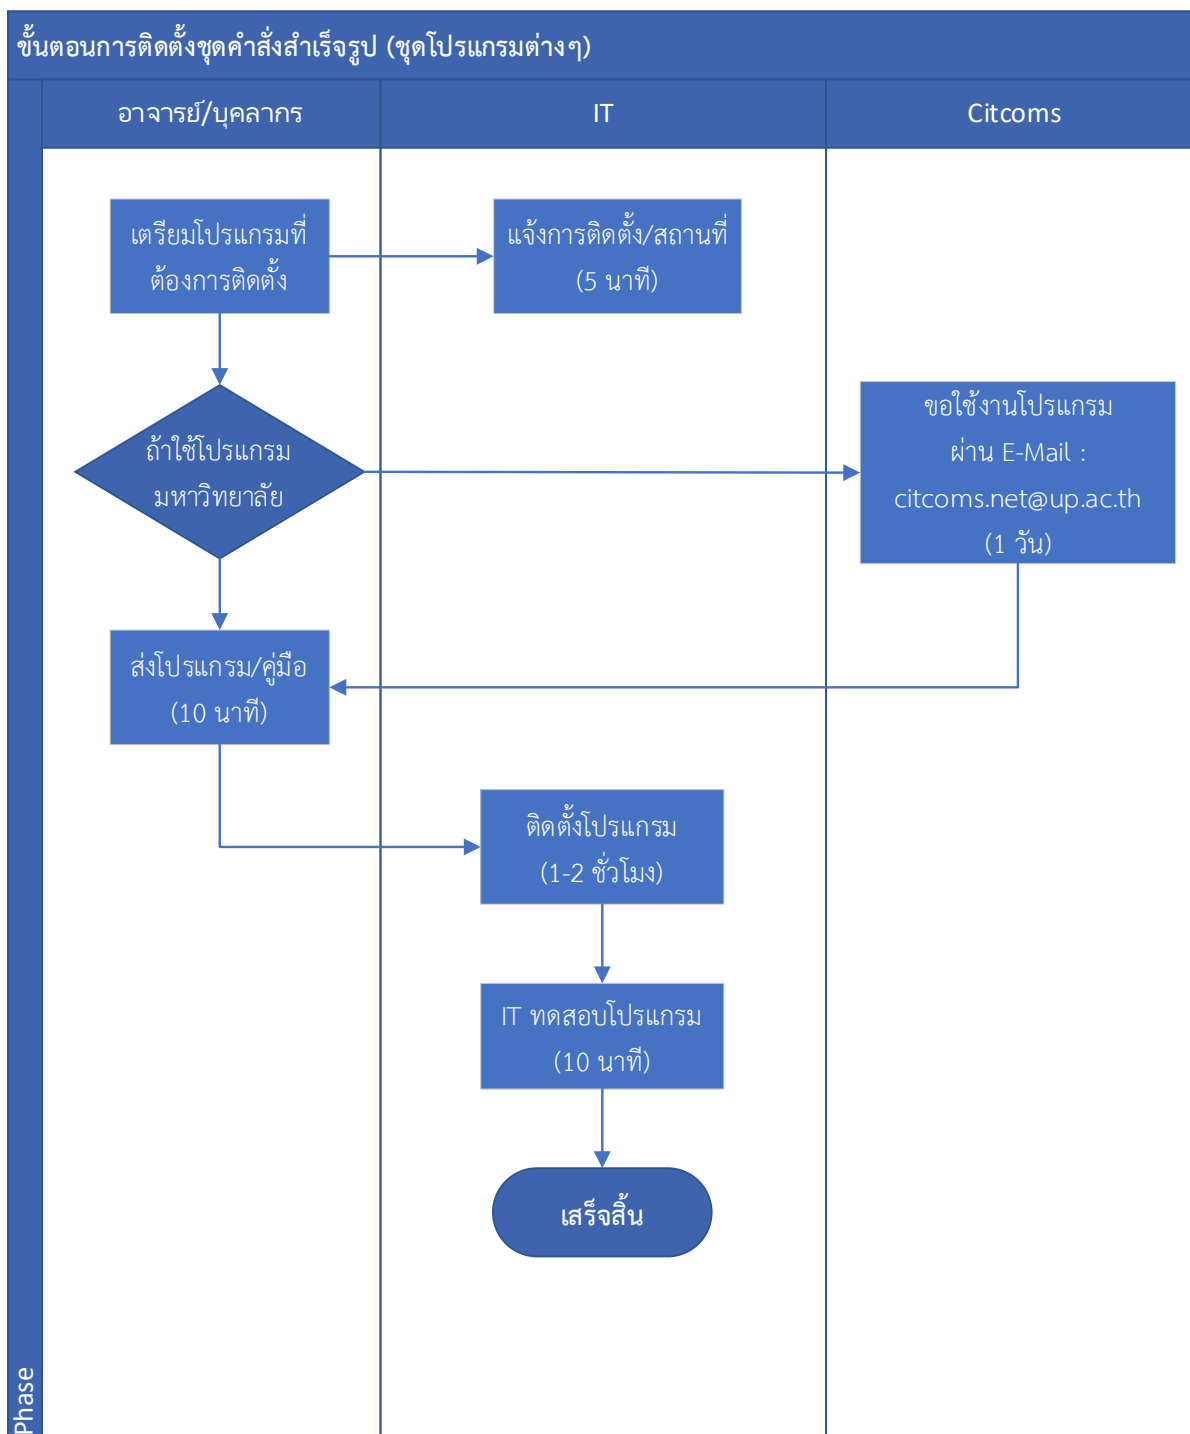 ขั้นตอนการติดตั้งชุดคำสั่งสำเร็จรูป (ชุดโปรแกรมต่างๆ)
อาจารย์/บุคลากร
IT
Citcoms
เตรียมโปรแกรมที่
ต้องการติดตั้ง
แจ้งการติดตั้ง/สถานที่
(5 นาที)
ถ้าใช้โปรแกรม
มหาวิทยาลัย
ขอใช้งานโปรแกรม
ผ่าน E-Mail :
citcoms.net@up.ac.th
(1 วัน)
ส่งโปรแกรม/คู่มือ
(10 นาที)
ติดตั้งโปรแกรม
(1-2 ชั่วโมง)
IT ทดสอบโปรแกรม
(10 นาที)
เสร็จสิ้น
Phase